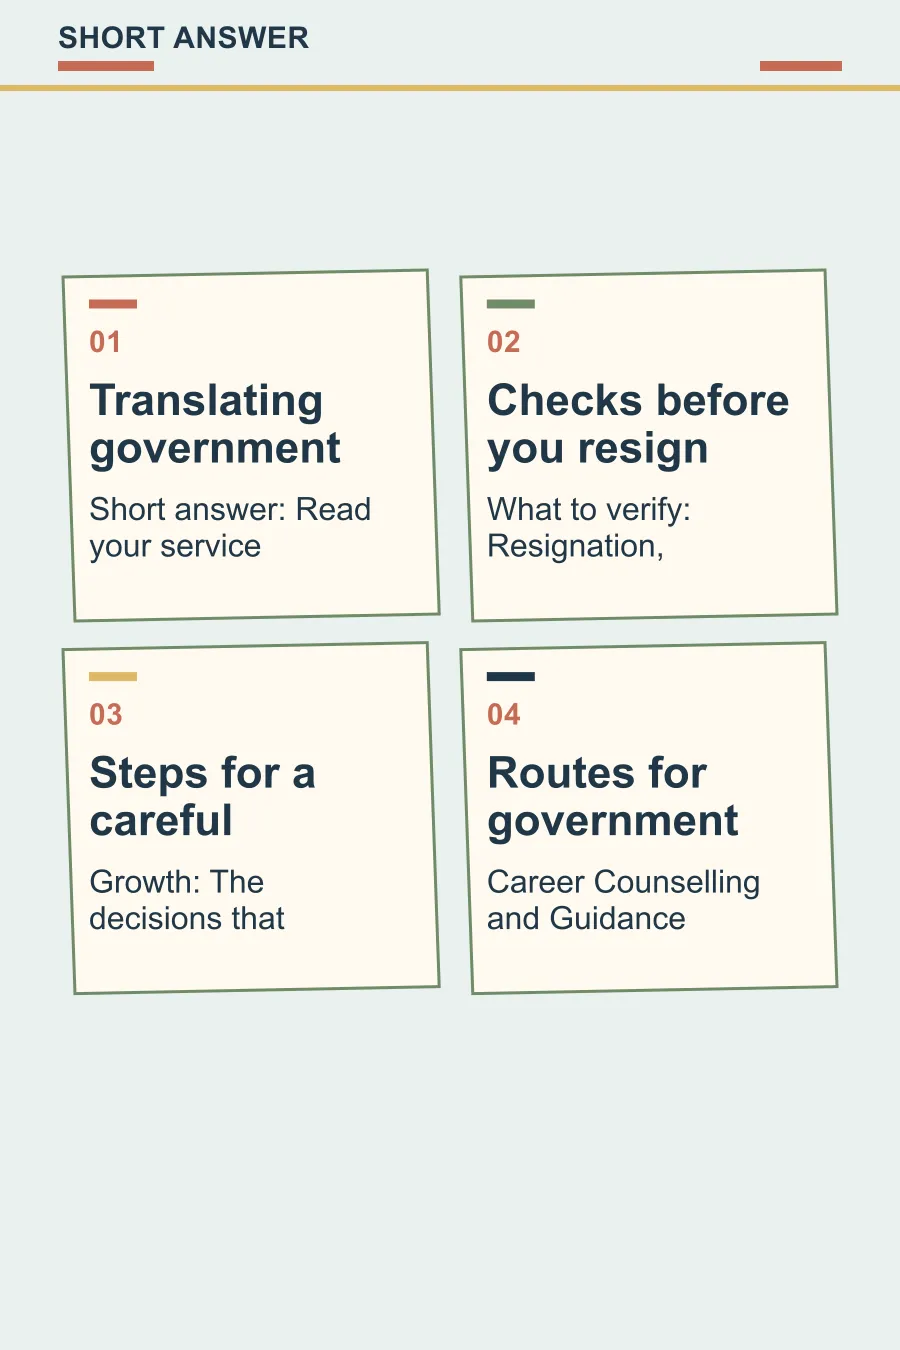 SHORT ANSWER
01
Translating
government
Short answer: Read
your service
02
Checks before
you resign
What to verify:
Resignation,
03
Steps for a
careful
Growth: The
decisions that
04
Routes for
government
Career Counselling
and Guidance